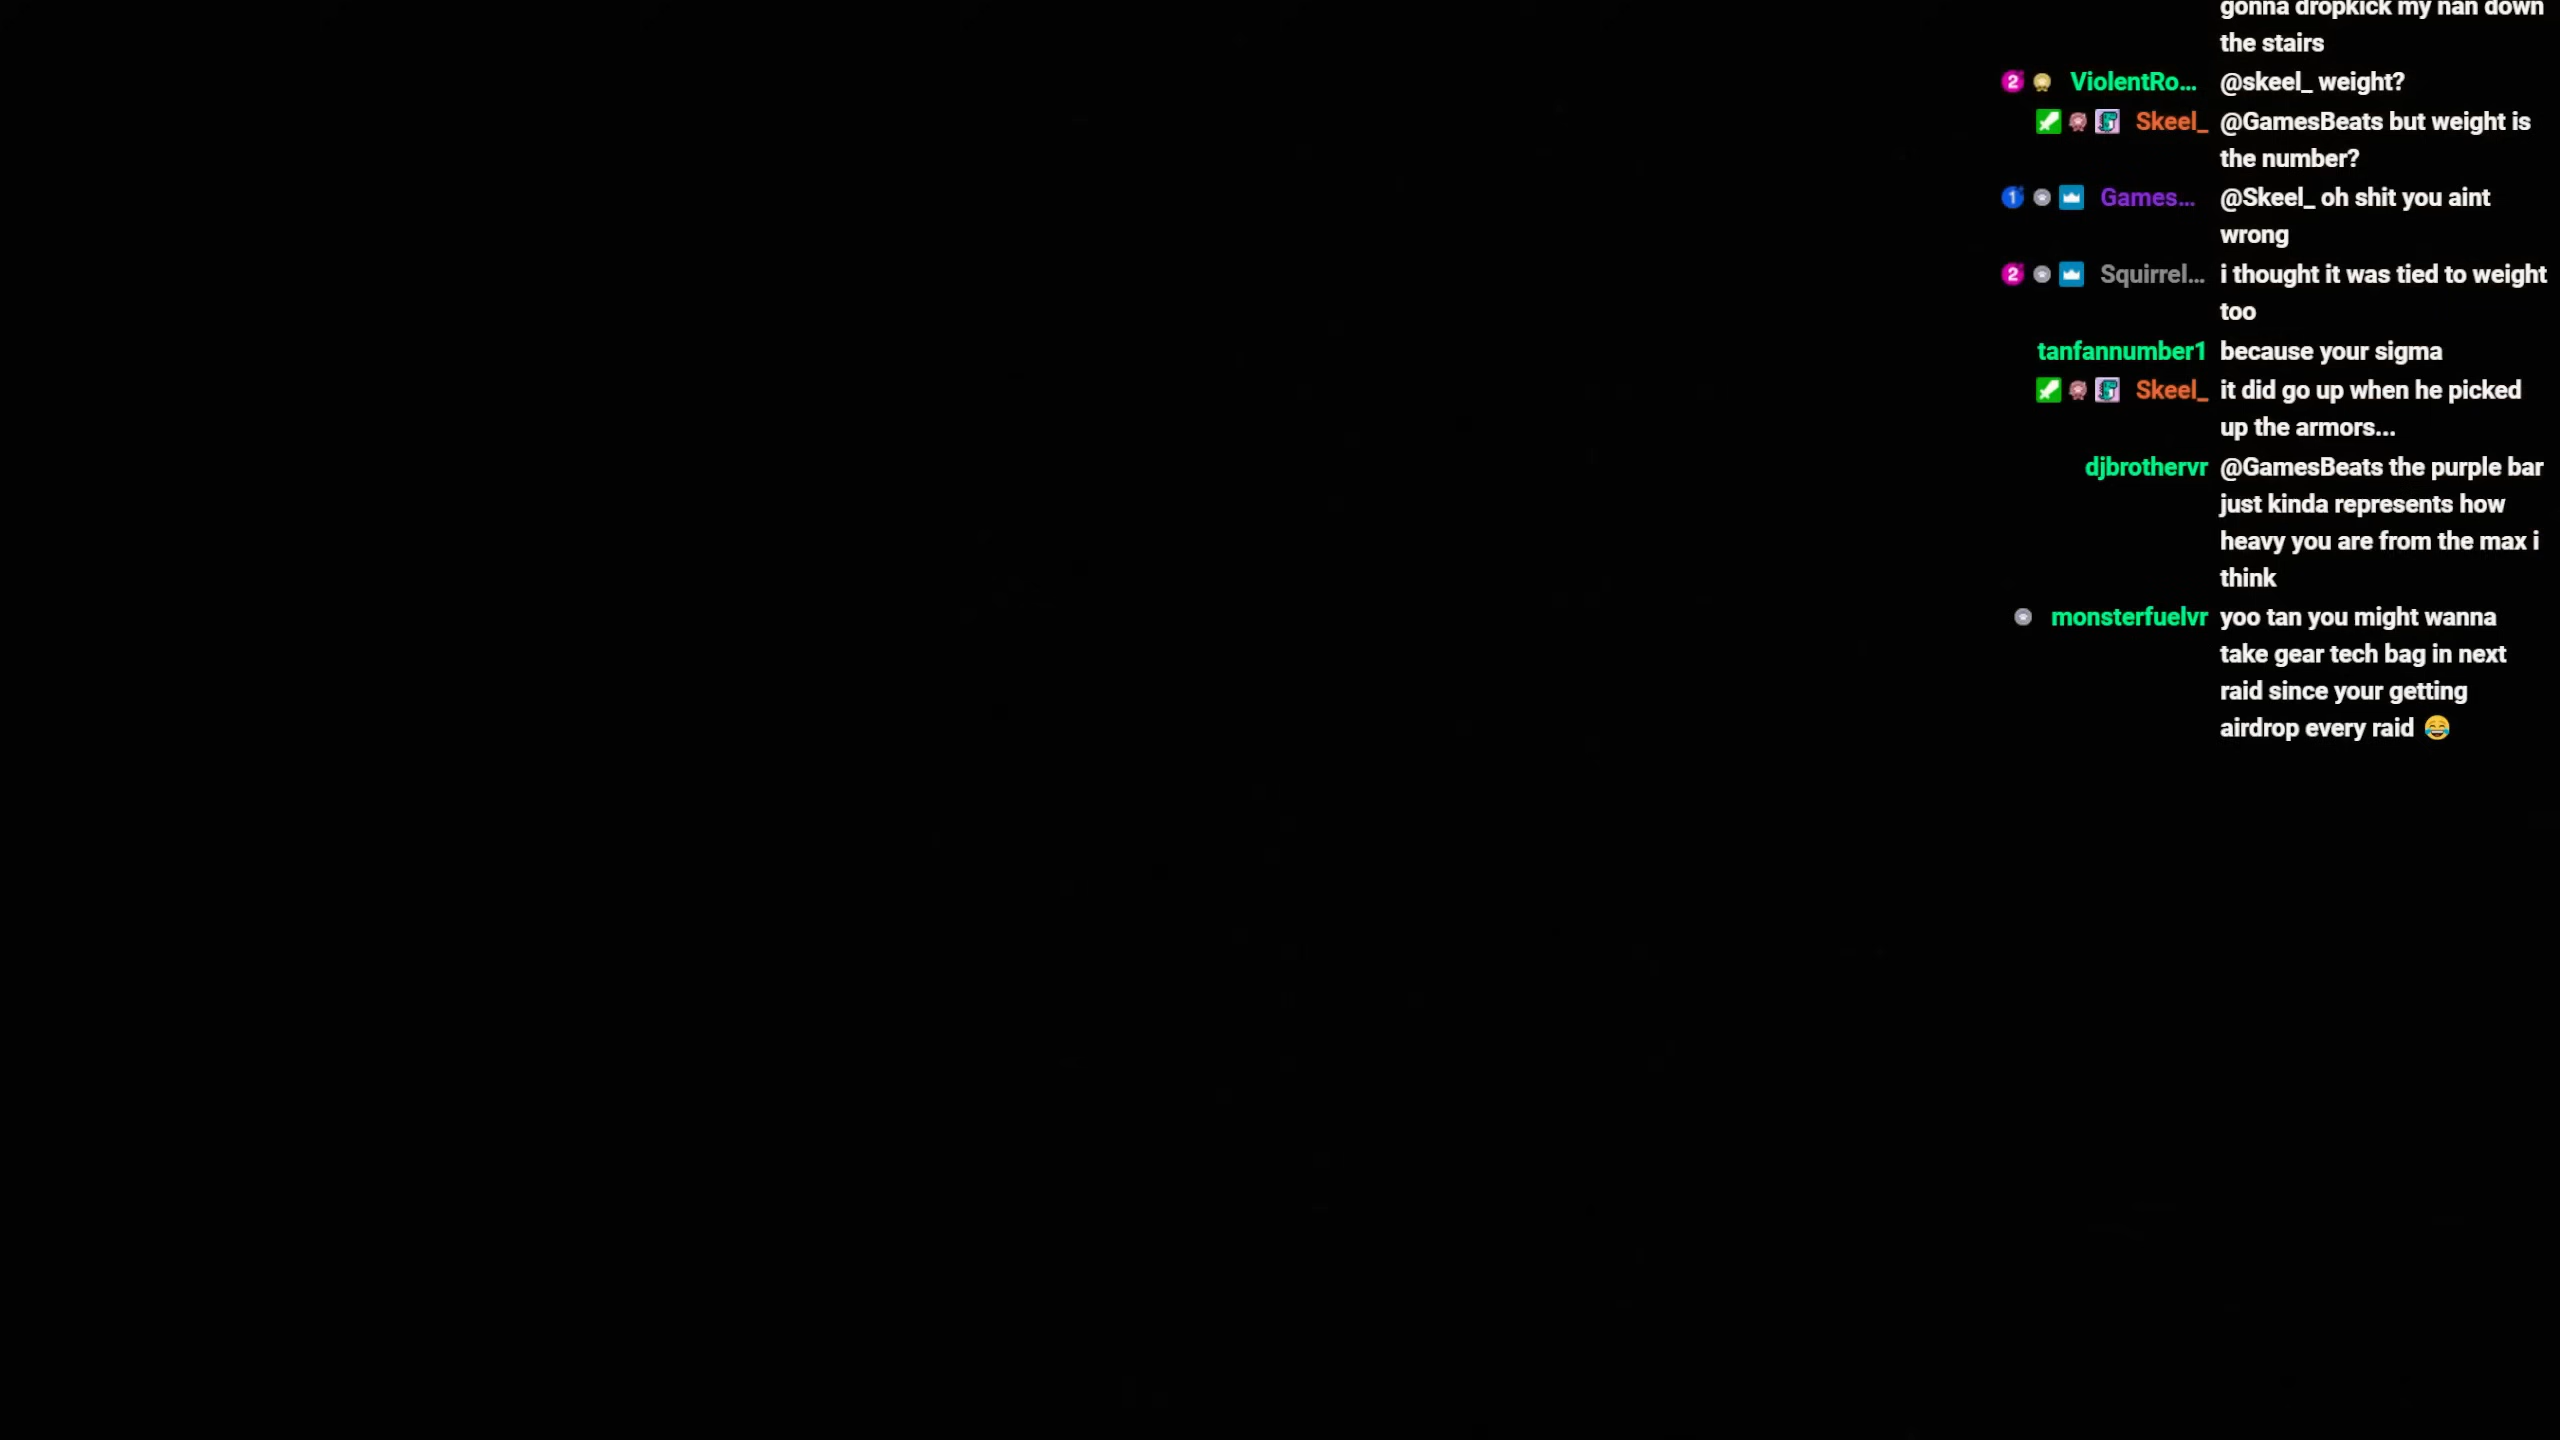 gonna dropkick my nan down
the stairs
2 ViolentRo... @skeel_ weight?
Skeel_ @GamesBeats but weight is
the number?
1 Games... @Skeel_ oh shit you aint
wrong
2 Squirrel... i thought it was tied to weight
too
tanfannumber1 because your sigma
Skeel_ it did go up when he picked
up the armors...
djbrothervr @GamesBeats the purple bar
just kinda represents how
heavy you are from the max i
think
monsterfuelvr yoo tan you might wanna
take gear tech bag in next
raid since your getting
airdrop every raid 😂